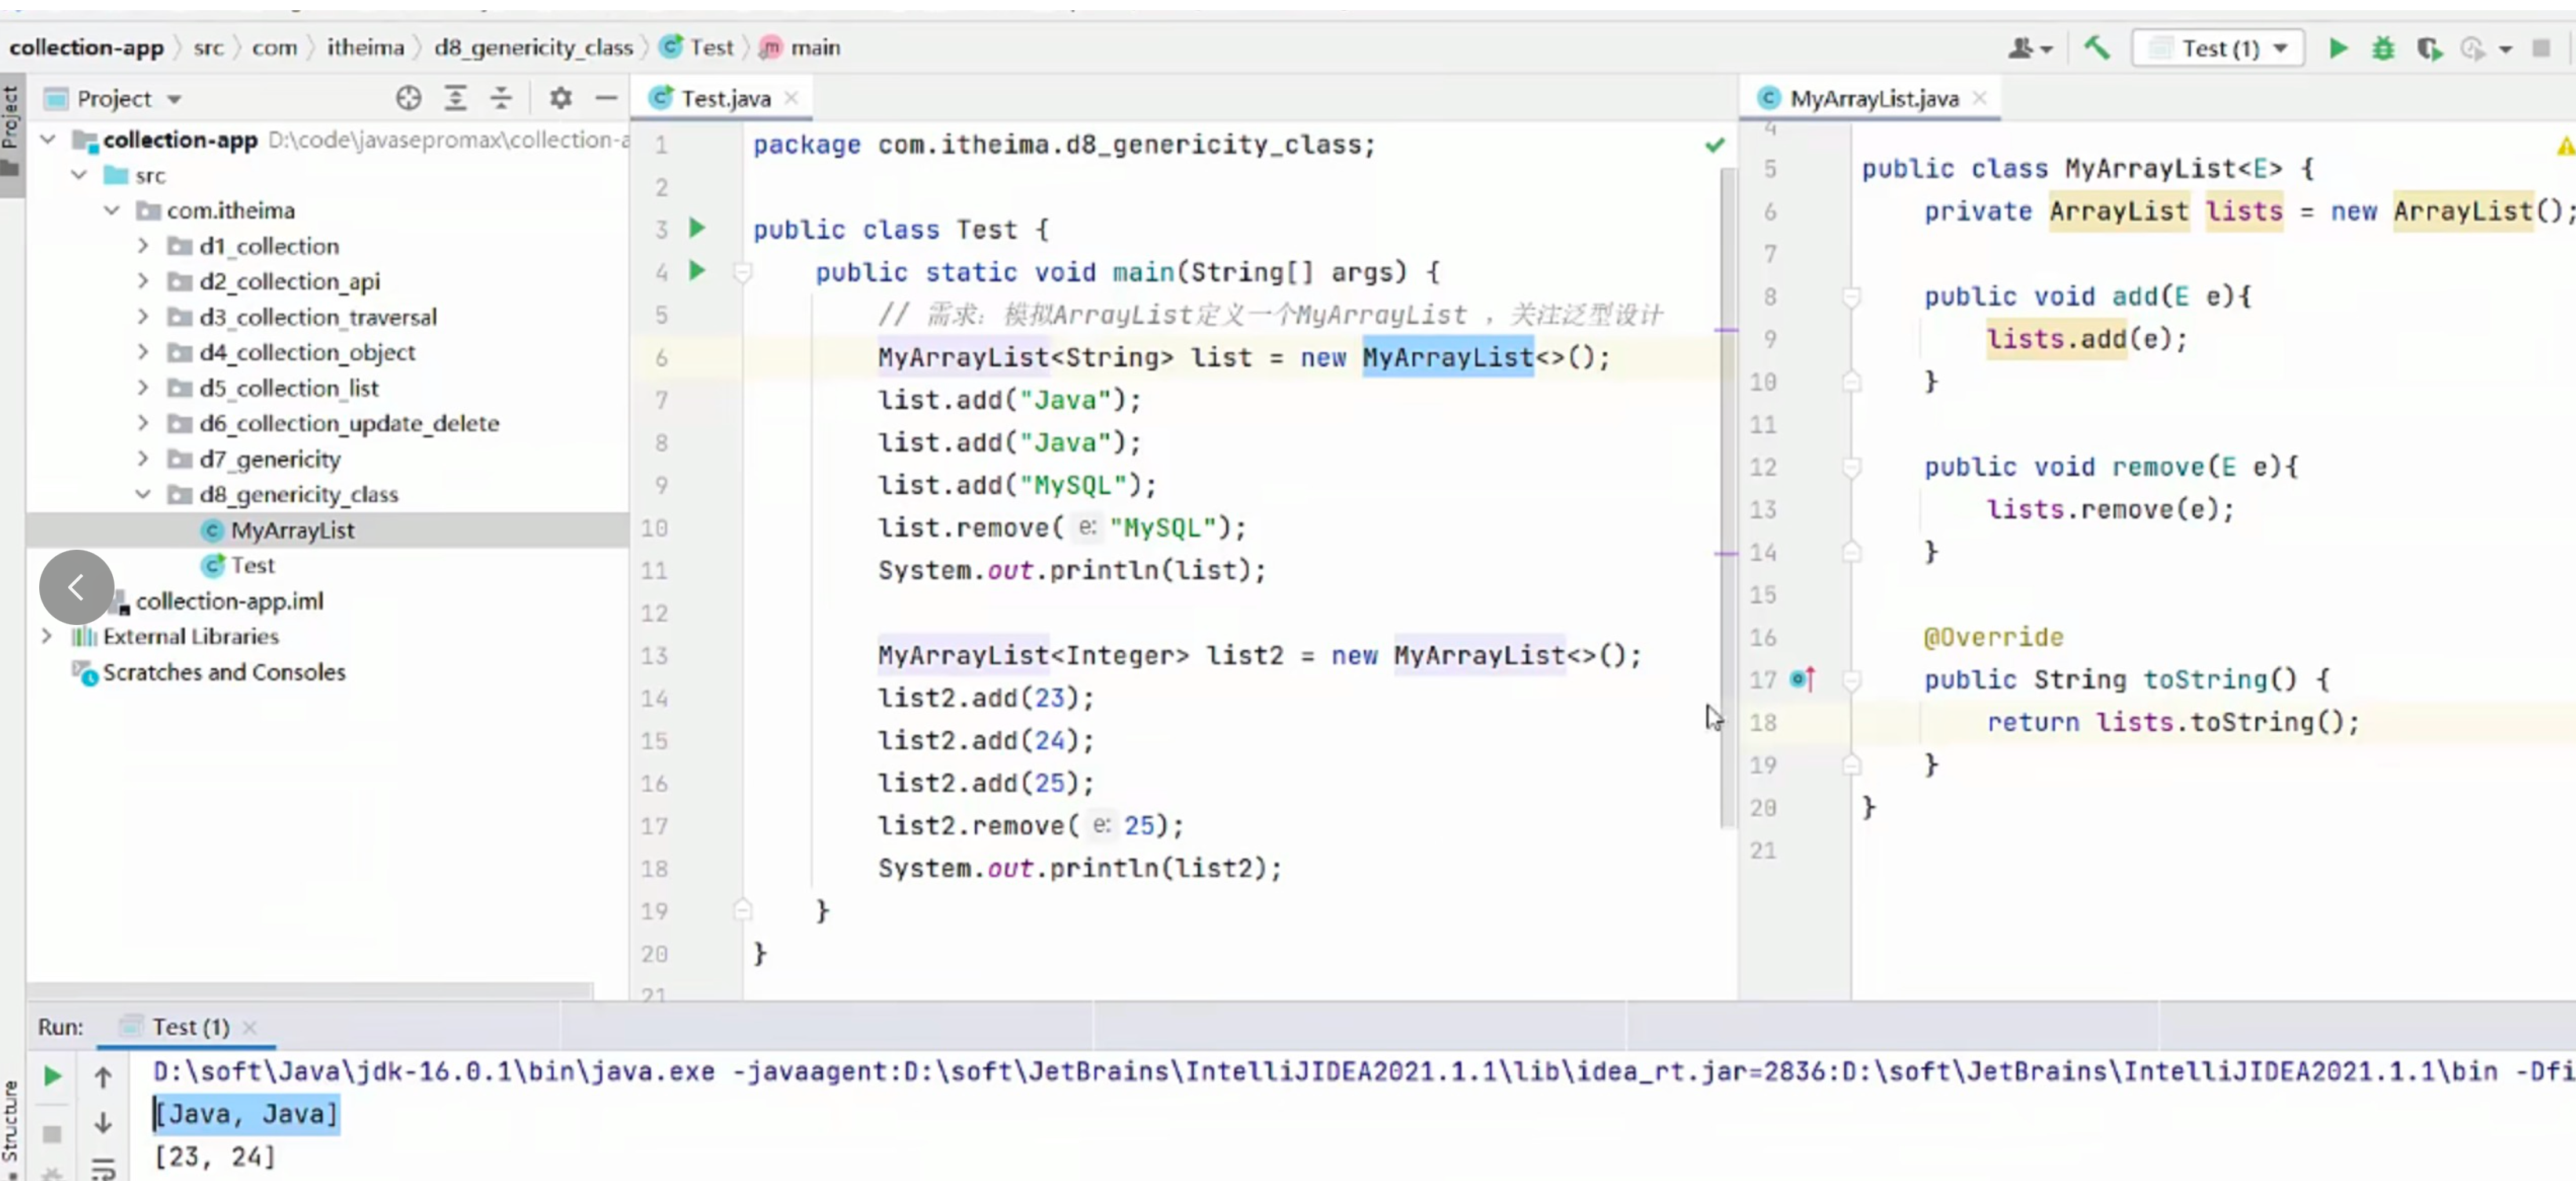 collection-app 〉 src 〉 com 〉 itheima 〉 d8_genericity_class 〉 Test 〉 main
Test (1)
Project
Project
collection-app D:\code\javasepromax\collection-a
src
com.itheima
d1_collection
d2_collection_api
d3_collection_traversal
d4_collection_object
d5_collection_list
d6_collection_update_delete
d7_genericity
d8_genericity_class
MyArrayList
Test
collection-app.iml
External Libraries
Scratches and Consoles
Test.java
1 package com.itheima.d8_genericity_class;
2
3 public class Test {
4 public static void main(String[] args) {
5 // 需求：模拟ArrayList定义一个MyArrayList ，关注泛型设计
6 MyArrayList<String> list = new MyArrayList<>();
7 list.add("Java");
8 list.add("Java");
9 list.add("MySQL");
10 list.remove( e: "MySQL");
11 System.out.println(list);
12
13 MyArrayList<Integer> list2 = new MyArrayList<>();
14 list2.add(23);
15 list2.add(24);
16 list2.add(25);
17 list2.remove( e: 25);
18 System.out.println(list2);
19 }
20 }
21
MyArrayList.java
4
5 public class MyArrayList<E> {
6 private ArrayList lists = new ArrayList();
7
8 public void add(E e){
9 lists.add(e);
10 }
11
12 public void remove(E e){
13 lists.remove(e);
14 }
15
16 @Override
17 public String toString() {
18 return lists.toString();
19 }
20 }
21
Run: Test (1)
Structure
D:\soft\Java\jdk-16.0.1\bin\java.exe -javaagent:D:\soft\JetBrains\IntelliJIDEA2021.1.1\lib\idea_rt.jar=2836:D:\soft\JetBrains\IntelliJIDEA2021.1.1\bin -Dfi
[Java, Java]
[23, 24]